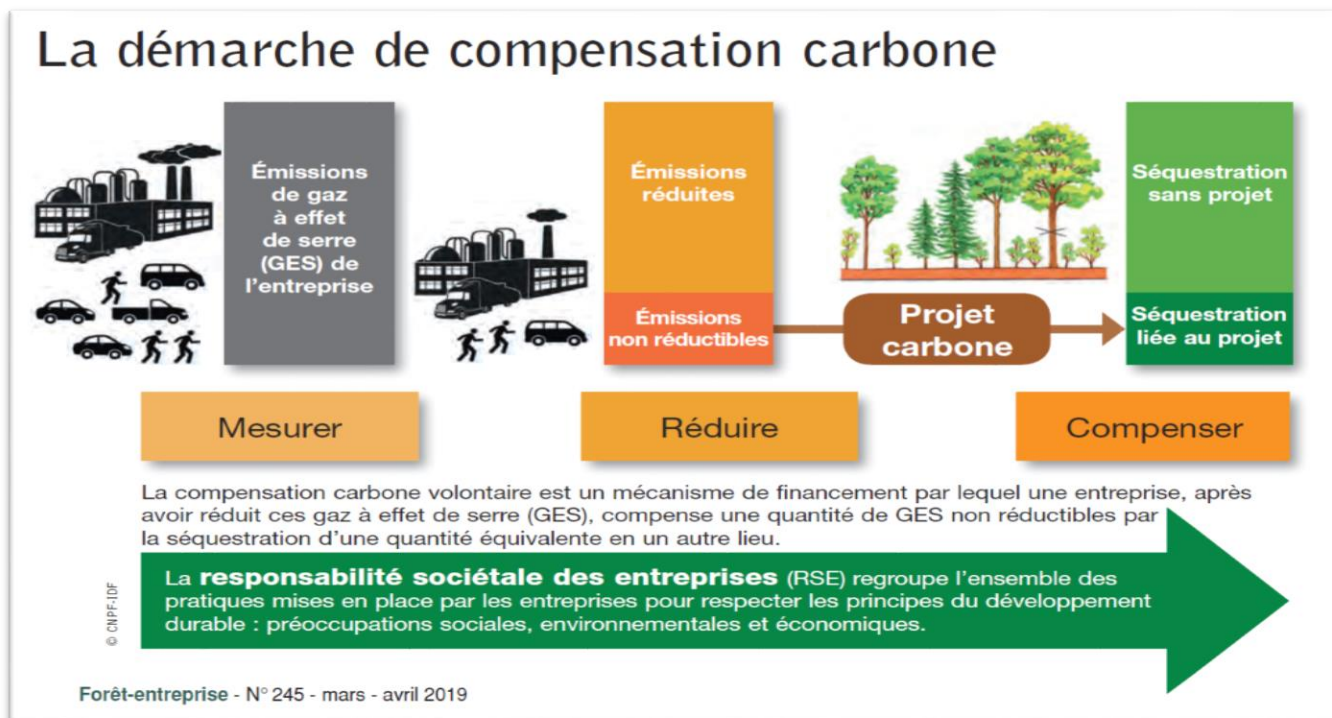 La démarche de compensation carbone
Émissions
de gaz
à effet
de serre
(GES) de
l'entreprise
Émissions
réduites
Émissions
non réductibles
Projet
carbone
Séquestration
sans projet
Séquestration
liée au projet
Mesurer
Réduire
Compenser
La compensation carbone volontaire est un mécanisme de financement par lequel une entreprise, après
avoir réduit ces gaz à effet de serre (GES), compense une quantité de GES non réductibles par
la séquestration d'une quantité équivalente en un autre lieu.
La responsabilité sociétale des entreprises (RSE) regroupe l'ensemble des
pratiques mises en place par les entreprises pour respecter les principes du développement
durable : préoccupations sociales, environnementales et économiques.
© CNPF-IDF
Forêt-entreprise - N° 245 - mars - avril 2019